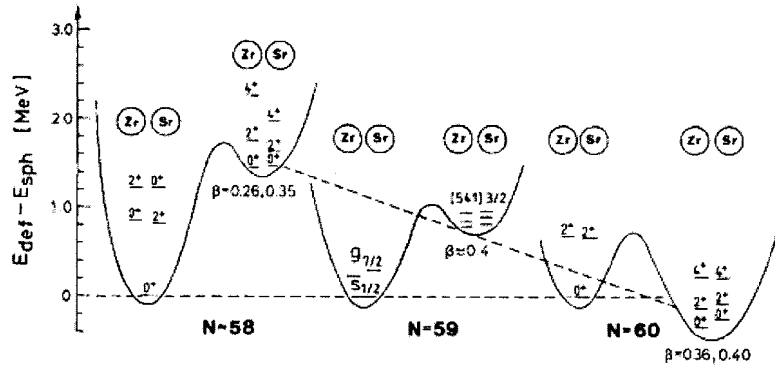 E_def - E_sph [MeV]
3.0
2.0
1.0
0
Zr Sr
2⁺ 0⁺
0⁺ 2⁺
0⁺
Zr Sr
4⁺
4⁺
2⁺ 2⁺
0⁺ 0⁺
β=0.26,0.35
Zr Sr
g7/2
s1/2
Zr Sr
[541] 3/2
β≈0.4
Zr Sr
2⁺ 2⁺
0⁺
Zr Sr
4⁺ 4⁺
2⁺ 2⁺
0⁺ 0⁺
β=0.36,0.40
N~58
N=59
N=60